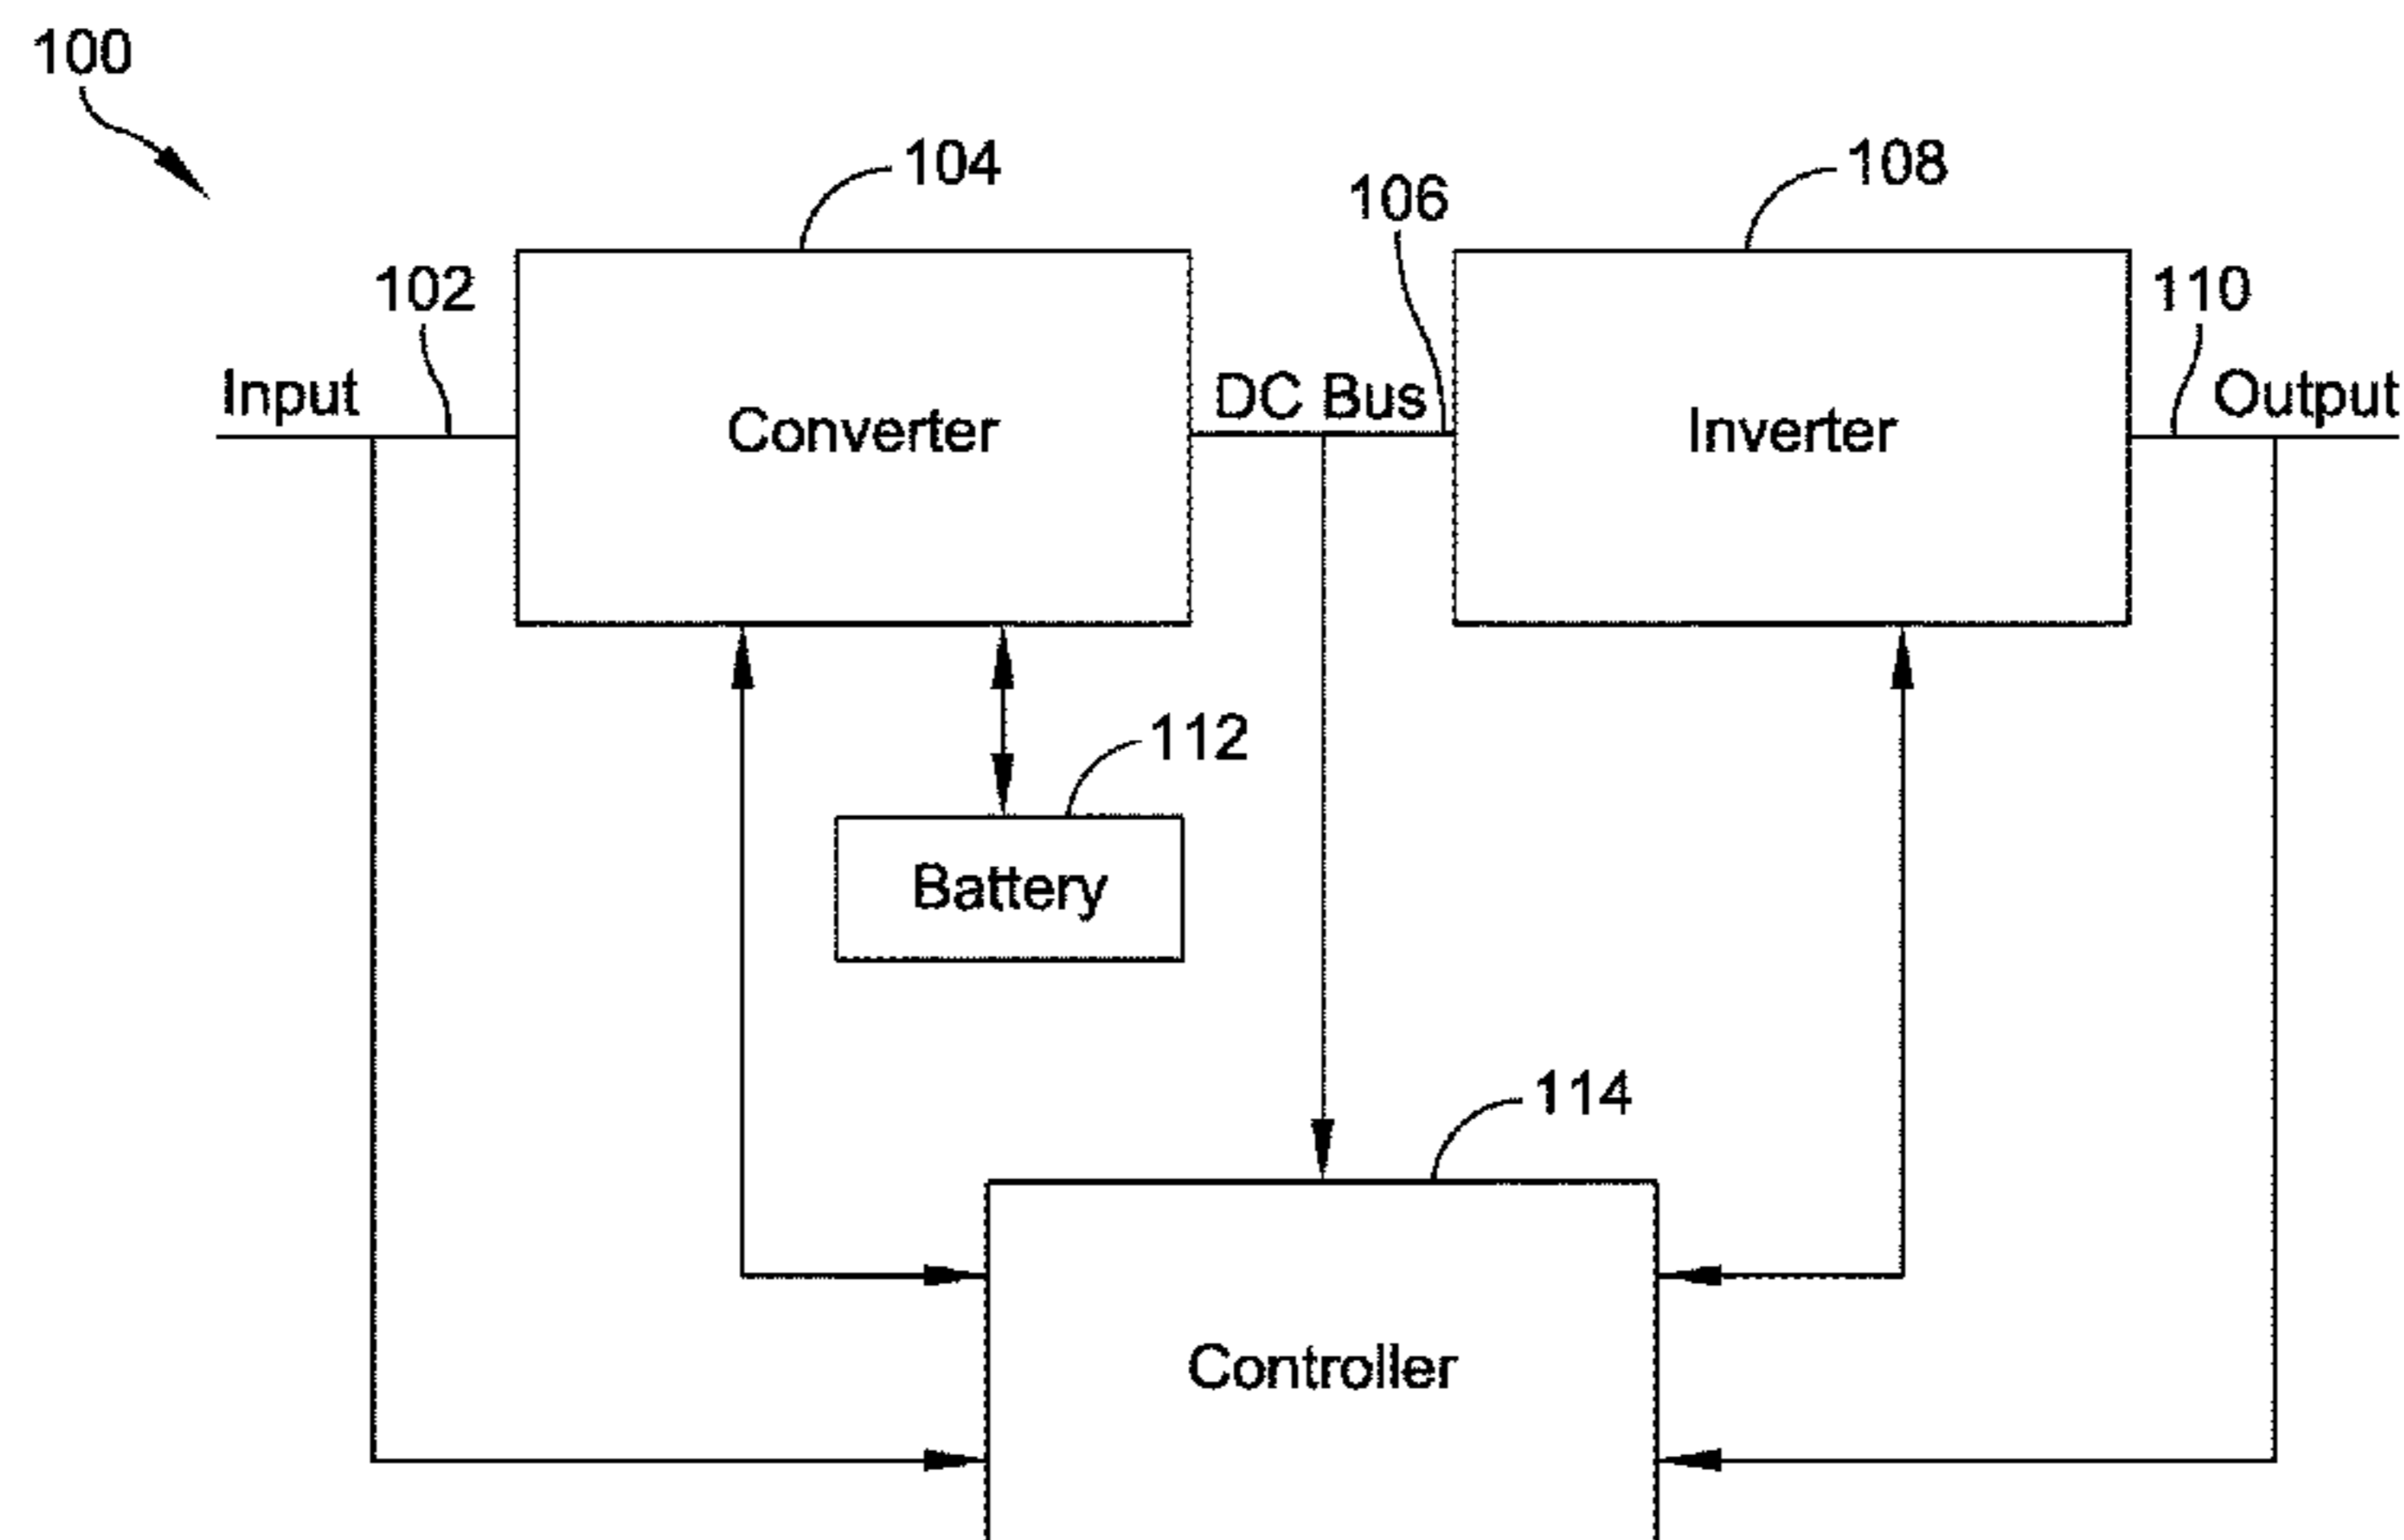 100
104
108
106
102
110
Input
DC Bus
Output
Converter
Inverter
112
Battery
114
Controller